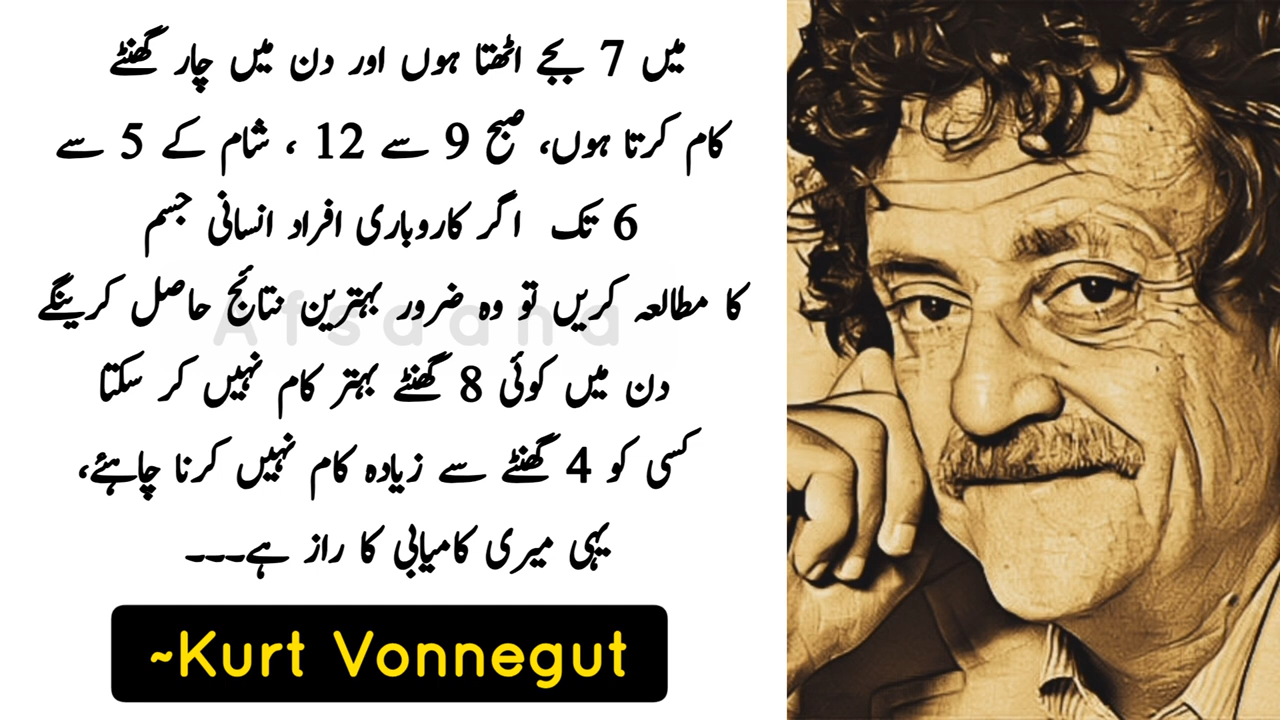 میں 7 بجے اٹھتا ہوں اور دن میں چار گھنٹے
کام کرتا ہوں، صبح 9 سے 12 ، شام کے 5 سے
6 تک اگر کاروباری افراد انسانی جسم
کا مطالعہ کریں تو وہ ضرور بہترین نتائج حاصل کرینگے
Afsaana
دن میں کوئی 8 گھنٹے بہتر کام نہیں کر سکتا
کسی کو 4 گھنٹے سے زیادہ کام نہیں کرنا چاہئے،
یہی میری کامیابی کا راز ہے۔۔۔
~Kurt Vonnegut